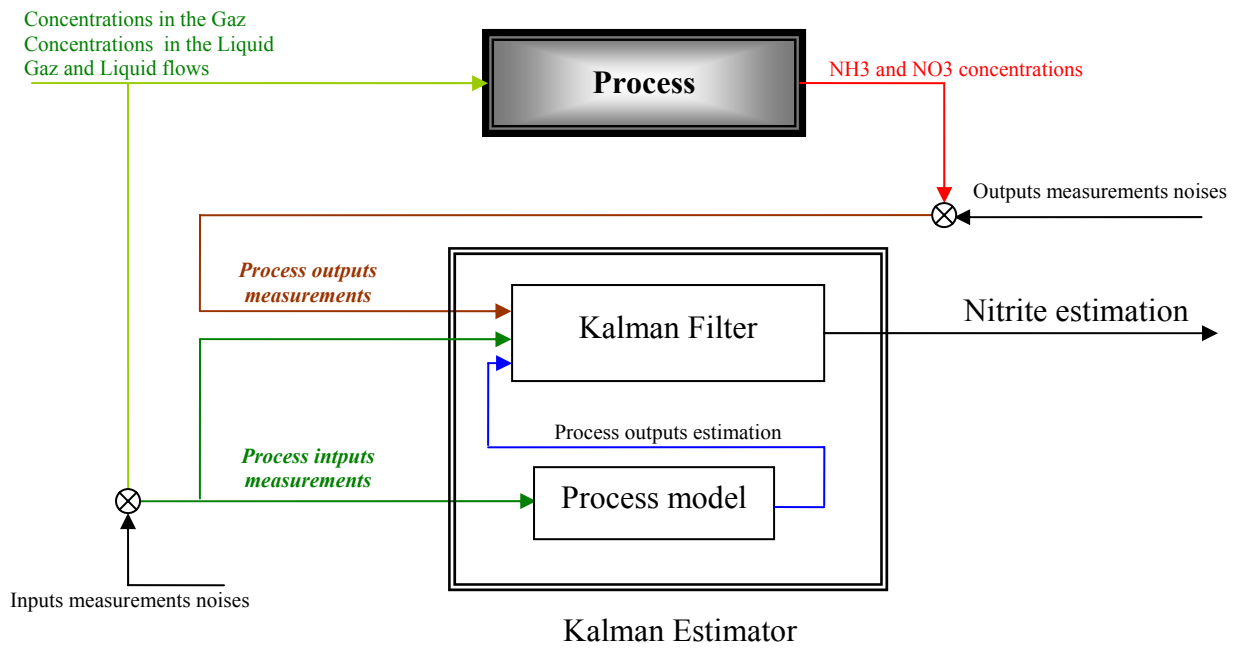 Concentrations in the Gaz
Concentrations in the Liquid
Gaz and Liquid flows
Process
NH3 and NO3 concentrations
Outputs measurements noises
Process outputs
measurements
Kalman Filter
Nitrite estimation
Process outputs estimation
Process intputs
measurements
Process model
Inputs measurements noises
Kalman Estimator